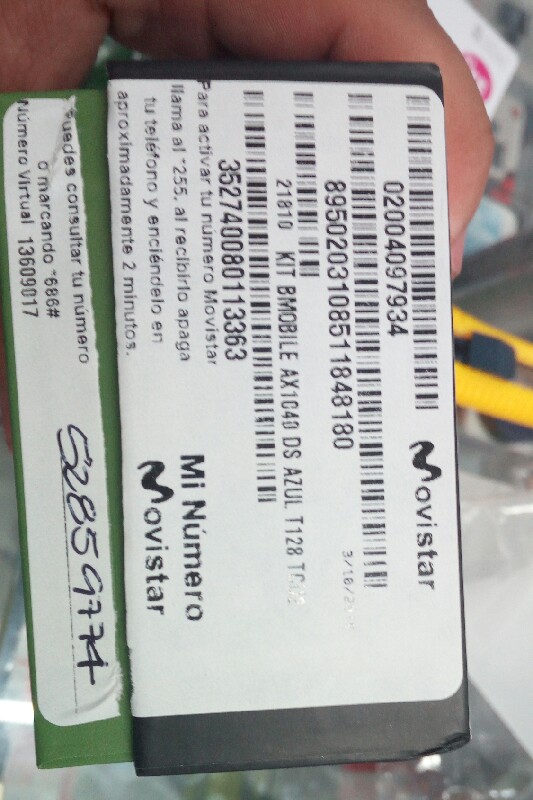 Movistar
02004097934
3/18/2
8950203108511848180
21810 KIT BMOBILE AX1040 DS AZUL T128
352740080113363
Para activar tu número Movistar
llama al *255, al recibirlo apaga
tu teléfono y enciéndelo en
aproximadamente 2 minutos.
Mi Número
Movistar
Puedes consultar tu número
o marcando *686#
Número Virtual 13609017
52859774